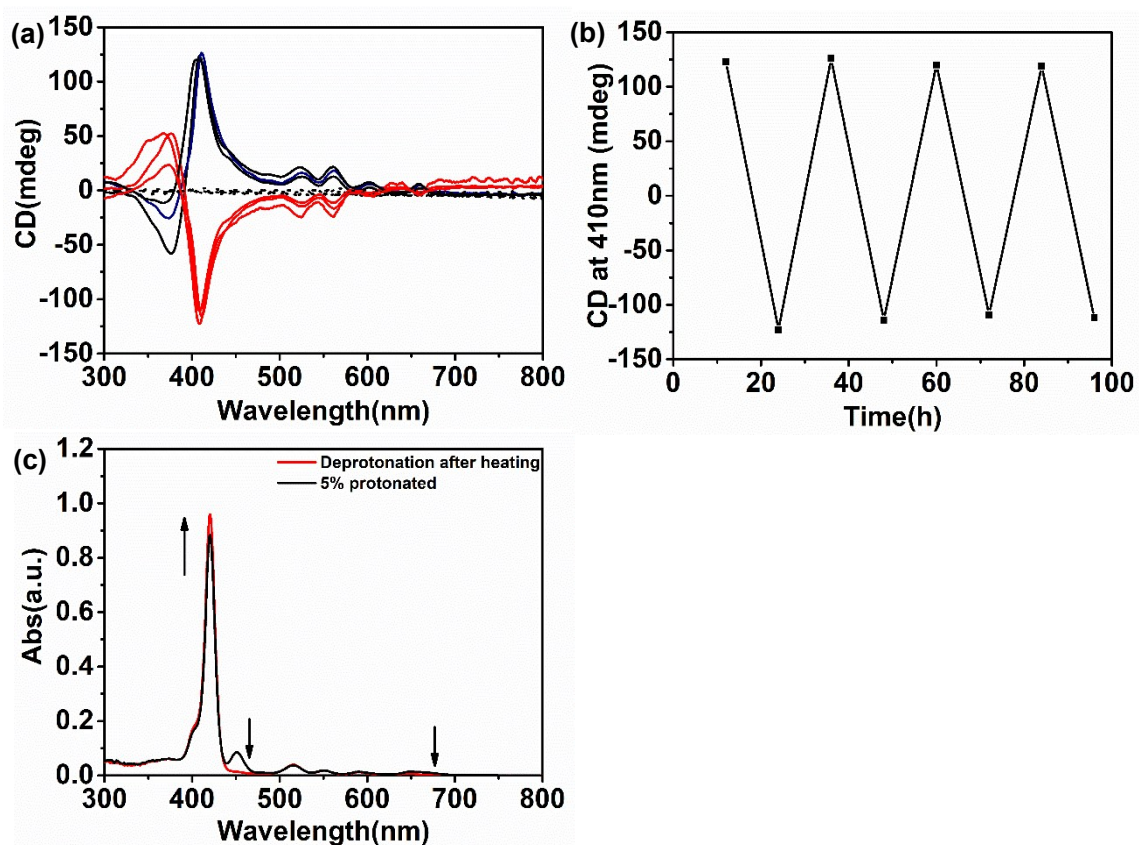 (a)
150
100
50
0
-50
-100
-150
CD(mdeg)
300 400 500 600 700 800
Wavelength(nm)
(b)
150
100
50
0
-50
-100
-150
CD at 410nm (mdeg)
0 20 40 60 80 100
Time(h)
(c)
1.2
1.0
0.8
0.6
0.4
0.2
0.0
Abs(a.u.)
Deprotonation after heating
5% protonated
300 400 500 600 700 800
Wavelength(nm)